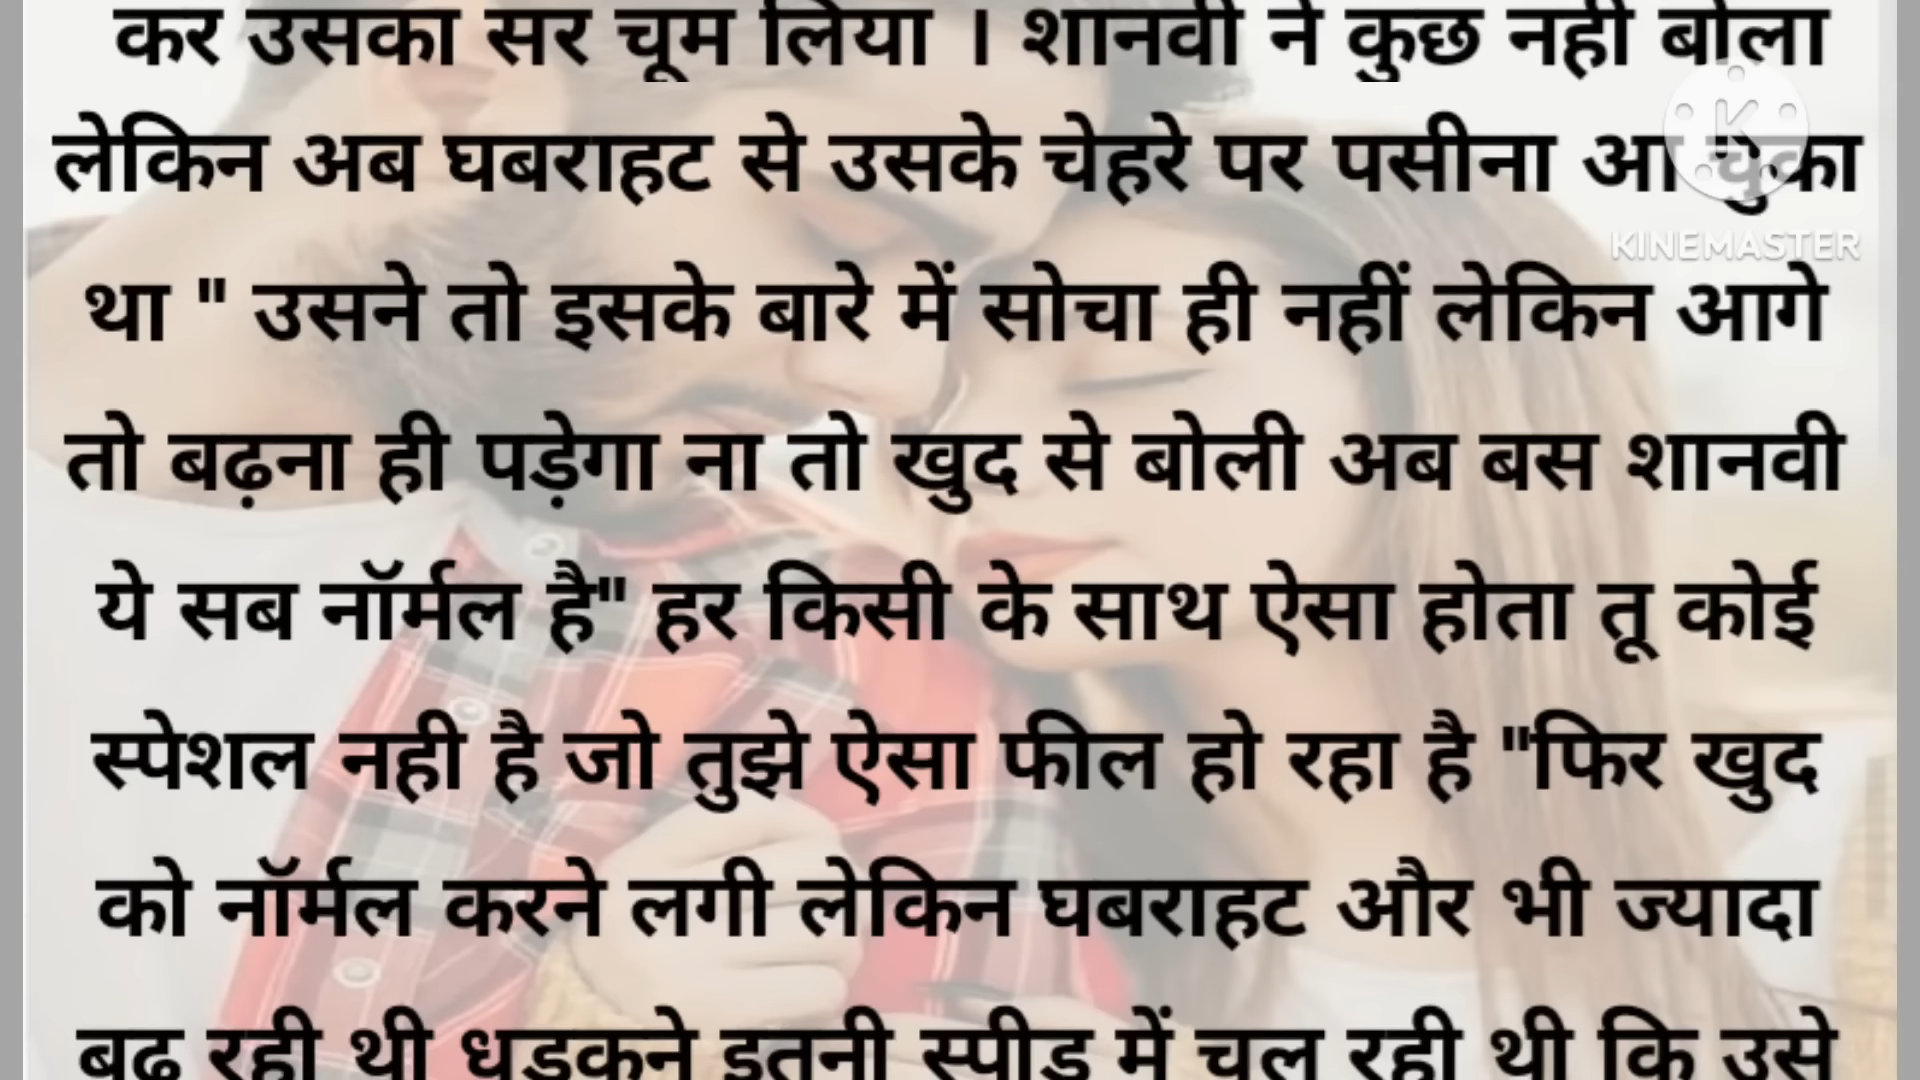 कर उसका सर चूम लिया । शानवी ने कुछ नही बोला
लेकिन अब घबराहट से उसके चेहरे पर पसीना आ चुका
KINEMASTER
था " उसने तो इसके बारे में सोचा ही नहीं लेकिन आगे
तो बढ़ना ही पड़ेगा ना तो खुद से बोली अब बस शानवी
ये सब नॉर्मल है" हर किसी के साथ ऐसा होता तू कोई
स्पेशल नही है जो तुझे ऐसा फील हो रहा है "फिर खुद
को नॉर्मल करने लगी लेकिन घबराहट और भी ज्यादा
बढ़ रही थी धड़कने इतनी स्पीड में चल रही थी कि उसे